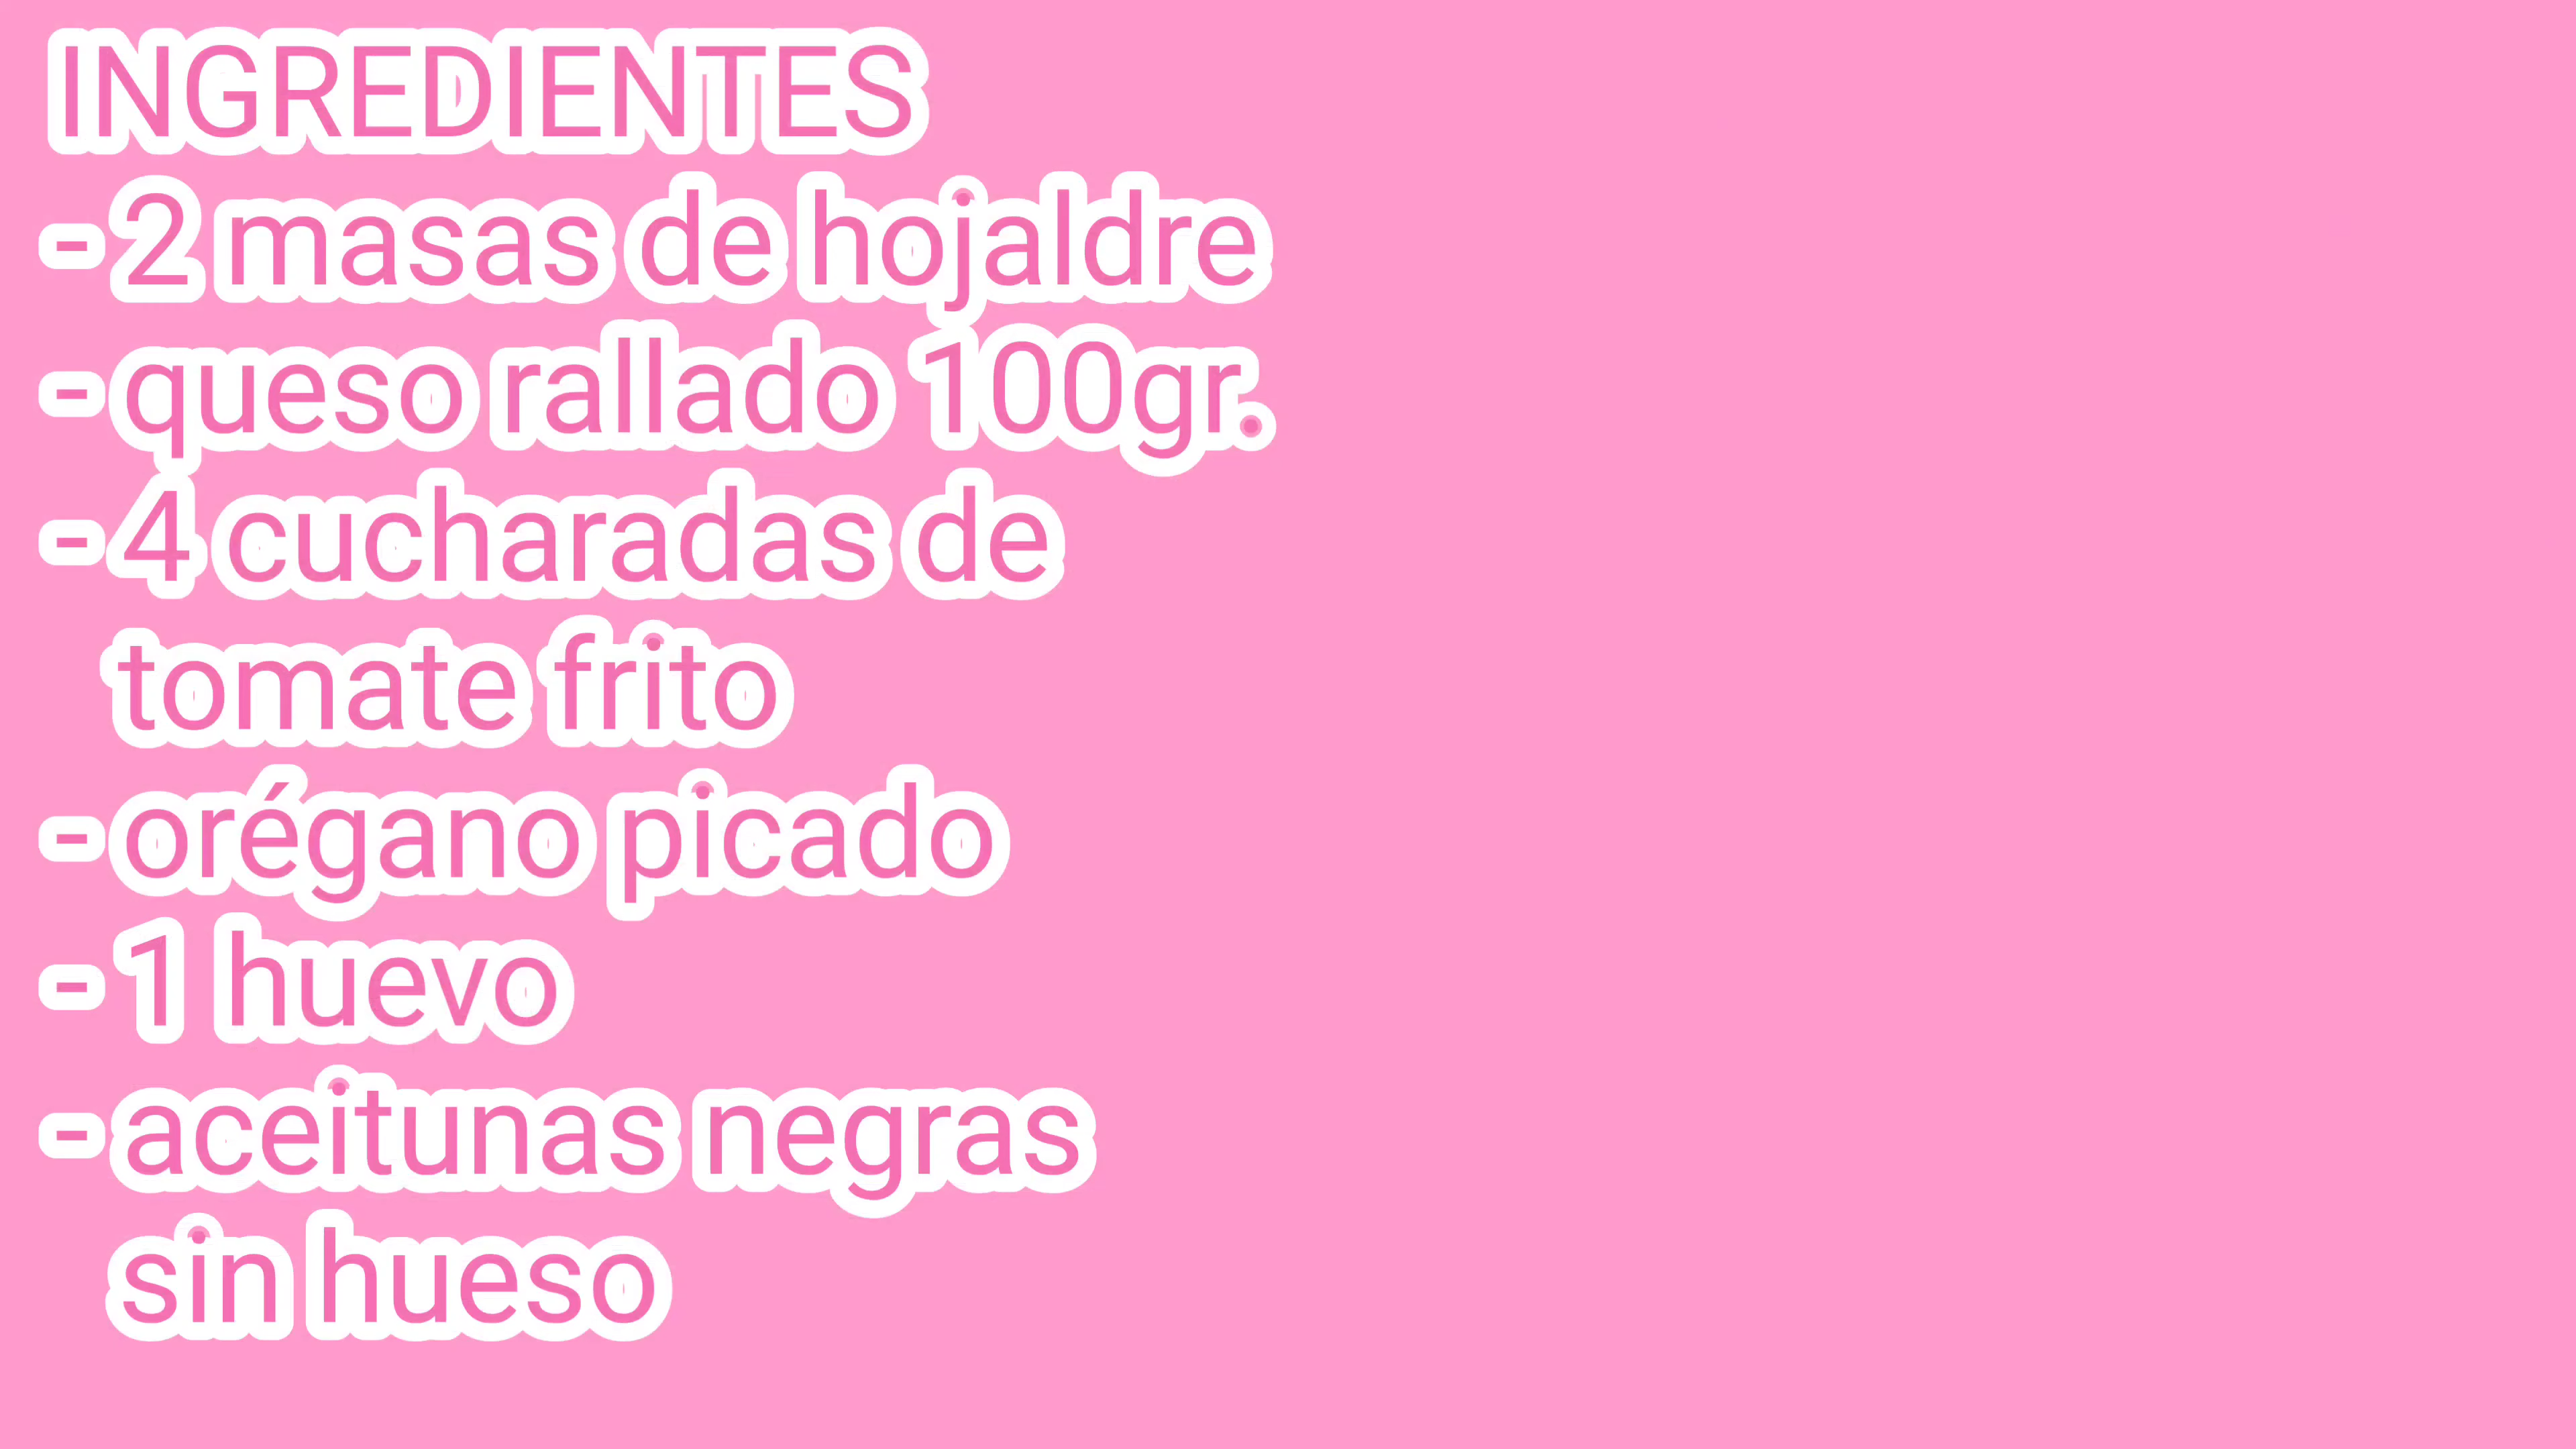 INGREDIENTES
- 2 masas de hojaldre
- queso rallado 100gr.
- 4 cucharadas de
tomate frito
- orégano picado
- 1 huevo
- aceitunas negras
sin hueso